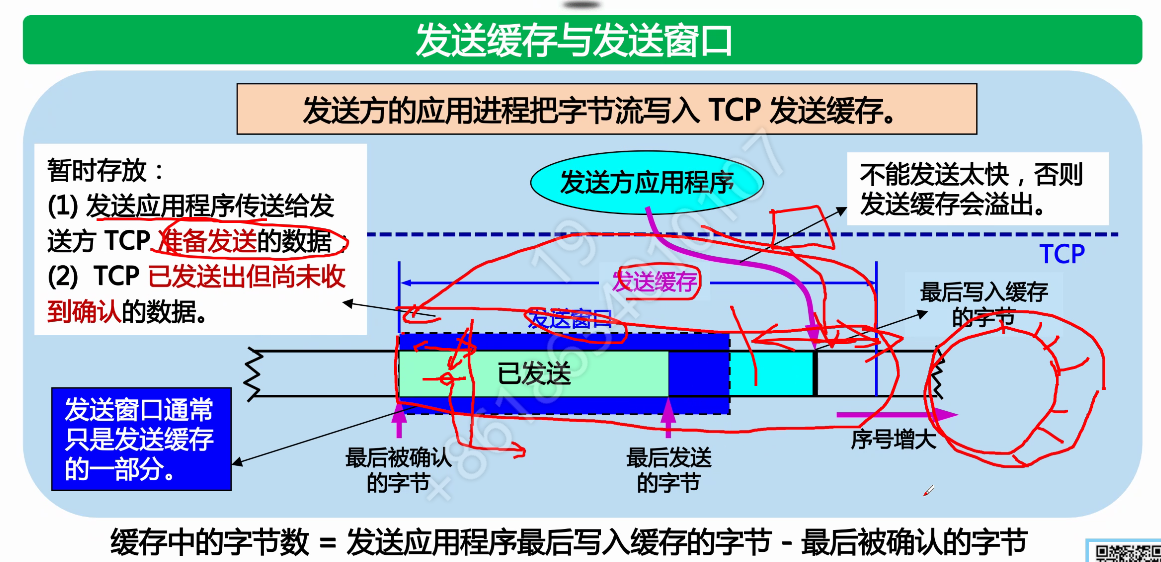 发送缓存与发送窗口
发送方的应用进程把字节流写入 TCP 发送缓存。
暂时存放：
(1) 发送应用程序传送给发
送方 TCP 准备发送的数据；
(2) TCP 已发送出但尚未收
到确认的数据。
发送方应用程序
不能发送太快，否则
发送缓存会溢出。
TCP
发送缓存
最后写入缓存
的字节
发送窗口
已发送
发送窗口通常
只是发送缓存
的一部分。
最后被确认
的字节
最后发送
的字节
序号增大
缓存中的字节数 = 发送应用程序最后写入缓存的字节 - 最后被确认的字节